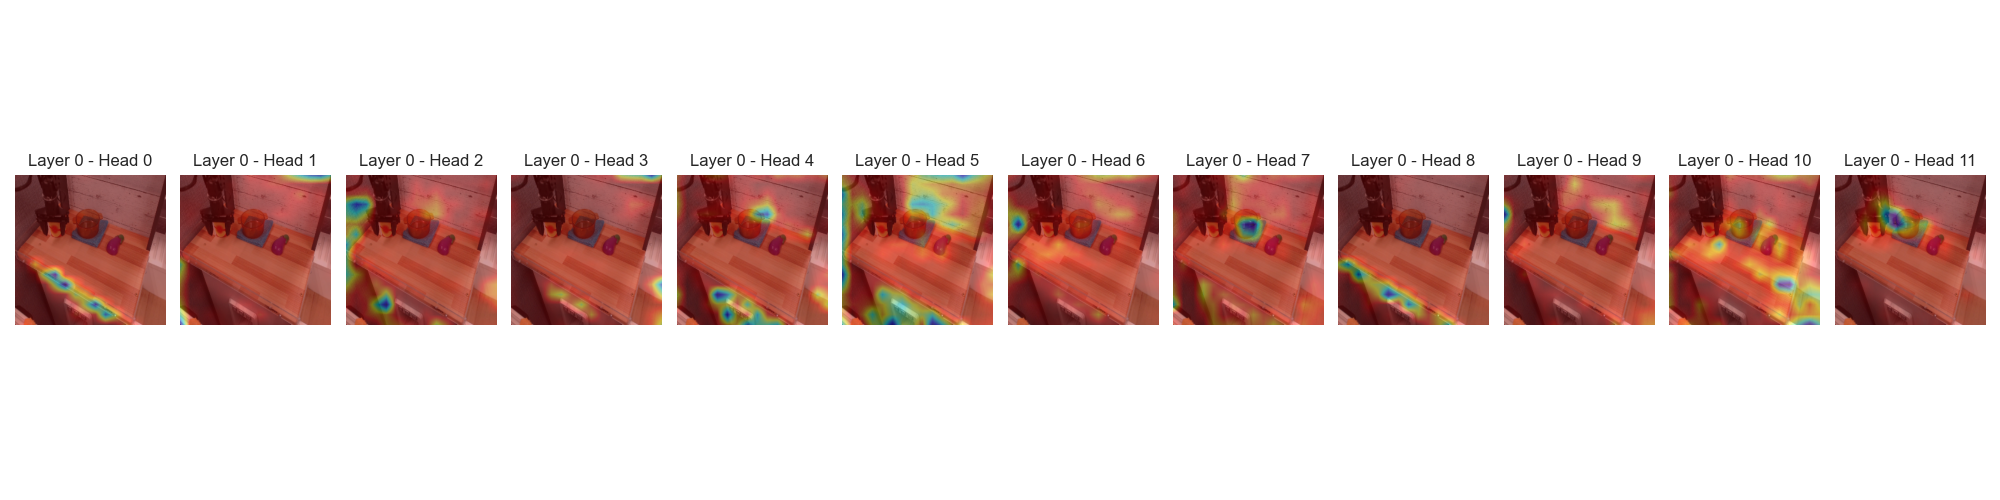 Layer 0 - Head 0
Layer 0 - Head 1
Layer 0 - Head 2
Layer 0 - Head 3
Layer 0 - Head 4
Layer 0 - Head 5
Layer 0 - Head 6
Layer 0 - Head 7
Layer 0 - Head 8
Layer 0 - Head 9
Layer 0 - Head 10
Layer 0 - Head 11